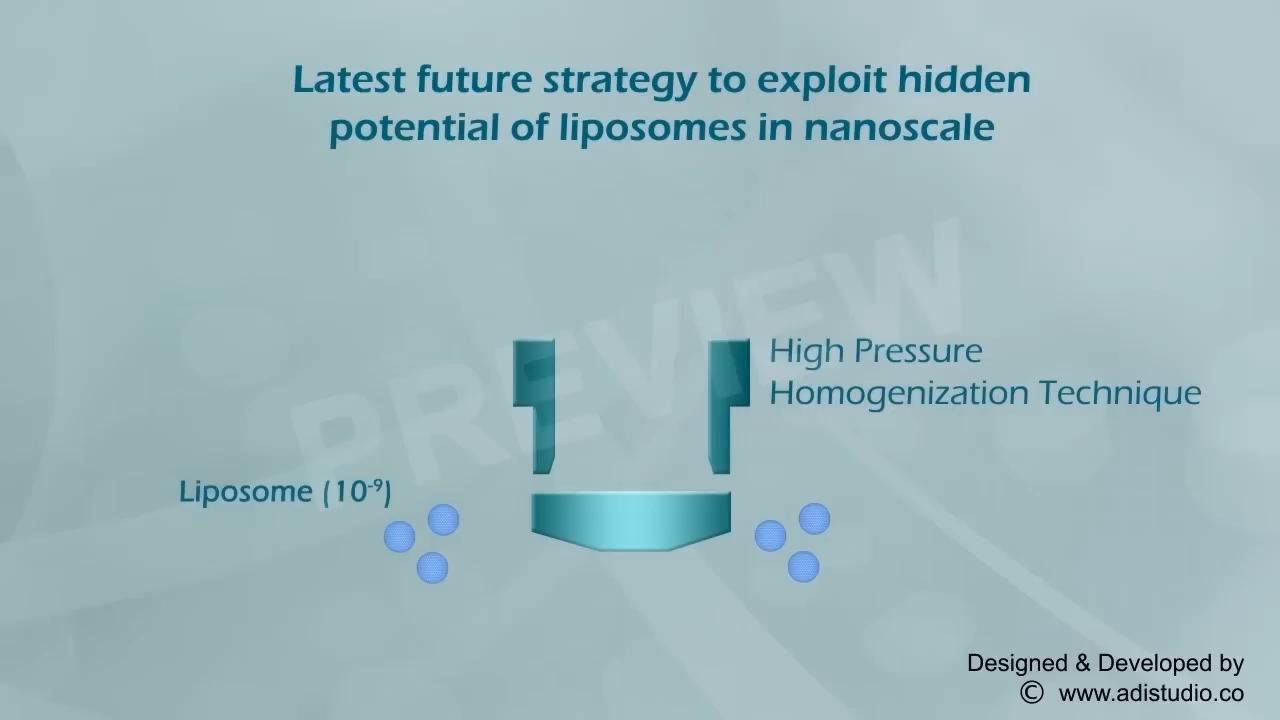 Latest future strategy to exploit hidden
potential of liposomes in nanoscale
PREVIEW
High Pressure
Homogenization Technique
Liposome (10⁻⁹)
Designed & Developed by
© www.adistudio.co